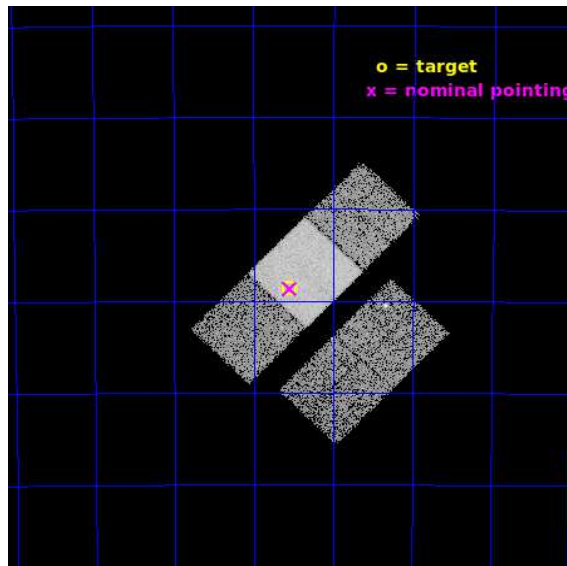 o = target
x = nominal pointing